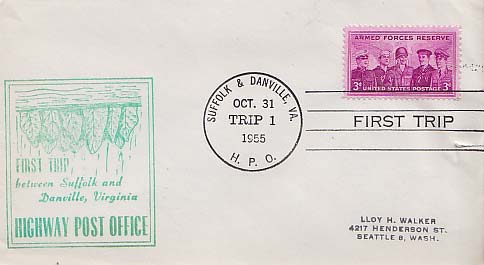 ARMED FORCES RESERVE
3¢ UNITED STATES POSTAGE 3¢
SUFFOLK & DANVILLE, VA.
OCT. 31
TRIP 1
1955
H. P. O.
FIRST TRIP
FIRST TRIP
between Suffolk and
Danville, Virginia
HIGHWAY POST OFFICE
LLOY H. WALKER
4217 HENDERSON ST.
SEATTLE 8, WASH.